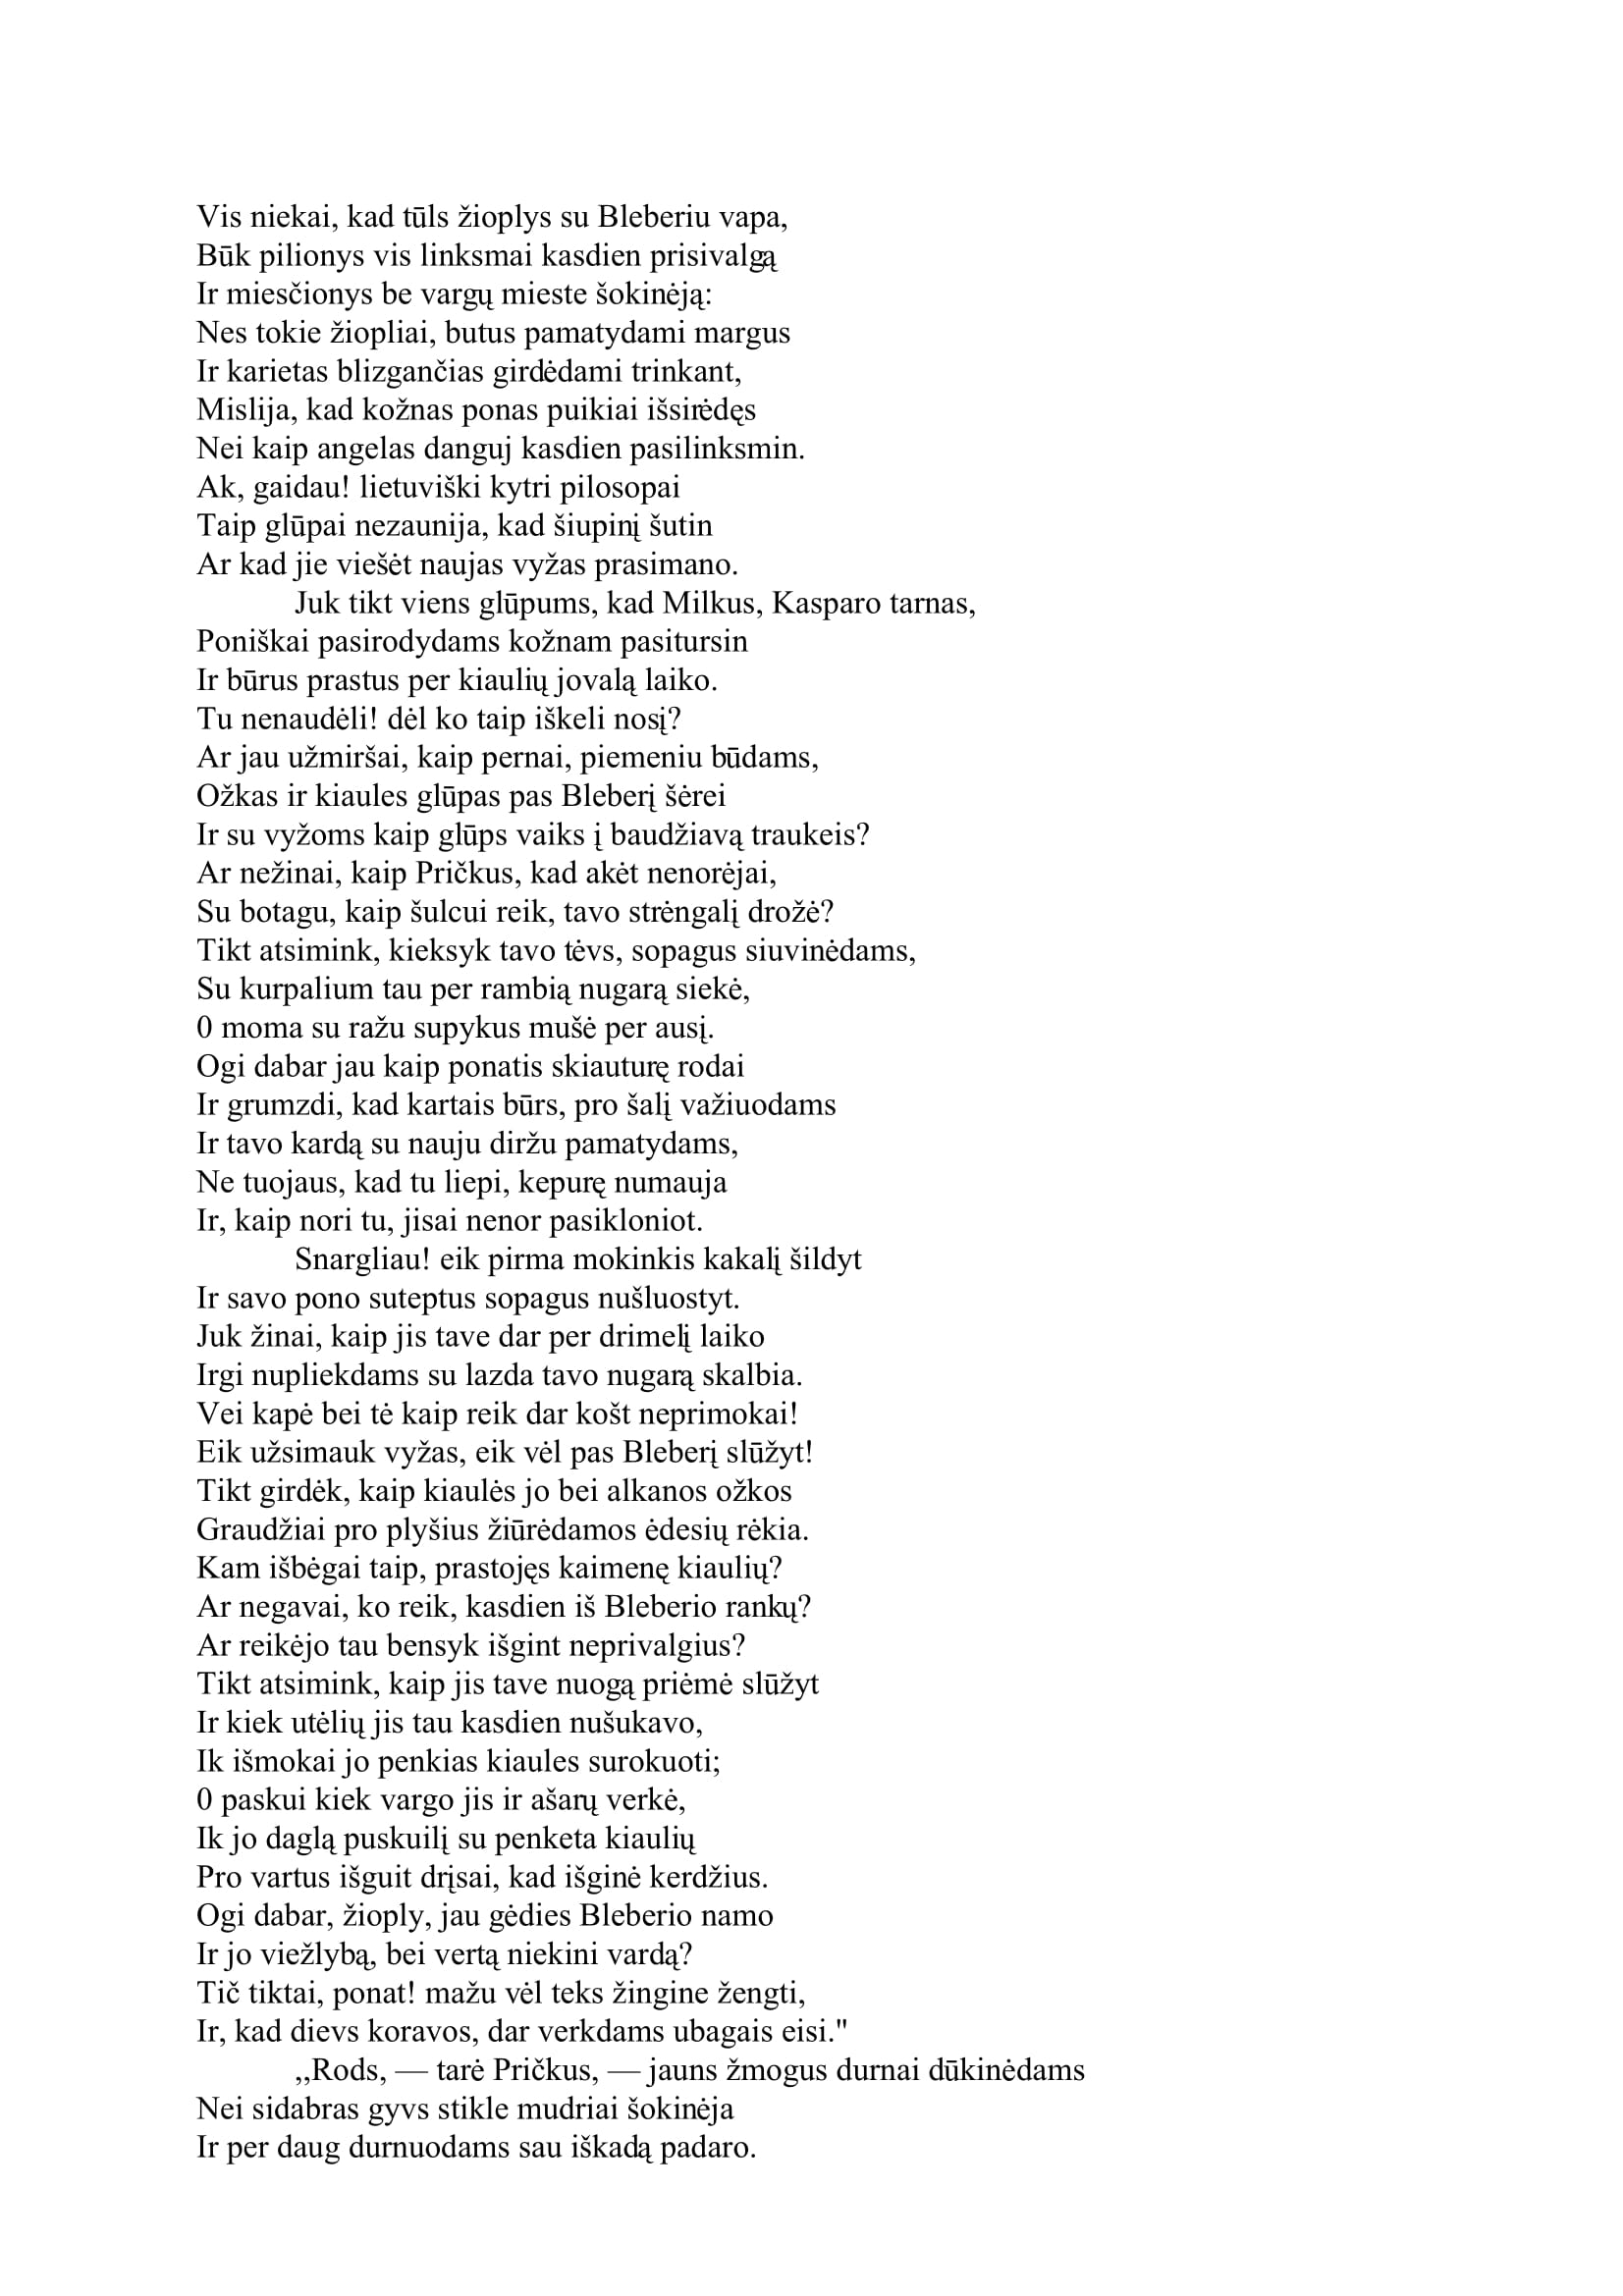 Vis niekai, kad tūls žioplys su Bleberiu vapa,
Būk pilionys vis linksmai kasdien prisivalgą
Ir miesčionys be vargų mieste šokinėją:
Nes tokie žiopliai, butus pamatydami margus
Ir karietas blizgančias girdėdami trinkant,
Mislija, kad kožnas ponas puikiai išsirėdęs
Nei kaip angelas danguj kasdien pasilinksmin.
Ak, gaidau! lietuviški kytri pilosopai
Taip glūpai nezaunija, kad šiupinį šutin
Ar kad jie viešėt naujas vyžas prasimano.
Juk tikt viens glūpums, kad Milkus, Kasparo tarnas,
Poniškai pasirodydams kožnam pasitursin
Ir būrus prastus per kiaulių jovalą laiko.
Tu nenaudėli! dėl ko taip iškeli nosį?
Ar jau užmiršai, kaip pernai, piemeniu būdams,
Ožkas ir kiaules glūpas pas Bleberį šėrei
Ir su vyžoms kaip glūps vaiks į baudžiavą traukeis?
Ar nežinai, kaip Pričkus, kad akėt nenorėjai,
Su botagu, kaip šulcui reik, tavo strėngalį drožė?
Tikt atsimink, kieksyk tavo tėvs, sopagus siuvinėdams,
Su kurpalium tau per rambią nugarą siekė,
0 moma su ražu supykus mušė per ausį.
Ogi dabar jau kaip ponatis skiauturę rodai
Ir grumzdi, kad kartais būrs, pro šalį važiuodams
Ir tavo kardą su nauju diržu pamatydams,
Ne tuojaus, kad tu liepi, kepurę numauja
Ir, kaip nori tu, jisai nenor pasikloniot.
Snargliau! eik pirma mokinkis kakalį šildyt
Ir savo pono suteptus sopagus nušluostyt.
Juk žinai, kaip jis tave dar per drimelį laiko
Irgi nupliekdams su lazda tavo nugarą skalbia.
Vei kapė bei tė kaip reik dar košt neprimokai!
Eik užsimauk vyžas, eik vėl pas Bleberį slūžyt!
Tikt girdėk, kaip kiaulės jo bei alkanos ožkos
Graudžiai pro plyšius žiūrėdamos ėdesių rėkia.
Kam išbėgai taip, prastojęs kaimenę kiaulių?
Ar negavai, ko reik, kasdien iš Bleberio rankų?
Ar reikėjo tau bensyk išgint neprivalgius?
Tikt atsimink, kaip jis tave nuogą priėmė slūžyt
Ir kiek utėlių jis tau kasdien nušukavo,
Ik išmokai jo penkias kiaules surokuoti;
0 paskui kiek vargo jis ir ašarų verkė,
Ik jo daglą puskuilį su penketa kiaulių
Pro vartus išguit drįsai, kad išginė kerdžius.
Ogi dabar, žioply, jau gėdies Bleberio namo
Ir jo viežlybą, bei vertą niekini vardą?
Tič tiktai, ponat! mažu vėl teks žingine žengti,
Ir, kad dievs koravos, dar verkdams ubagais eisi."
,,Rods, — tarė Pričkus, — jauns žmogus durnai dūkinėdams
Nei sidabras gyvs stikle mudriai šokinėja
Ir per daug durnuodams sau iškadą padaro.